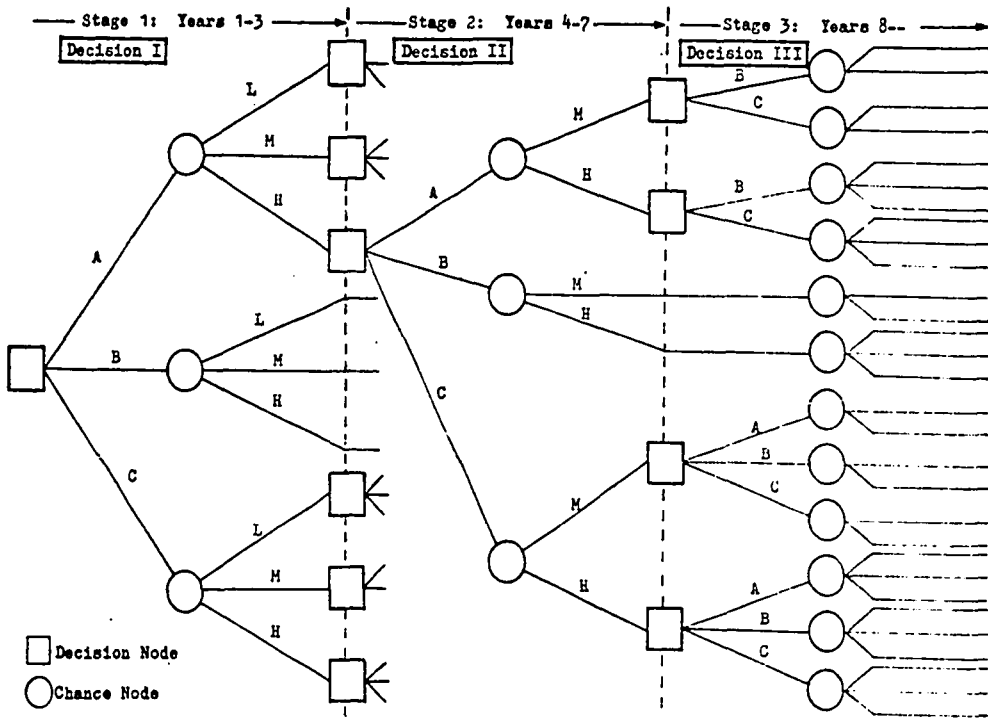 Stage 1: Years 1-3
Stage 2: Years 4-7
Stage 3: Years 8--
Decision I
Decision II
Decision III
L
M
H
A
L
B
M
H
C
L
M
H
M
A
H
B
M
H
C
M
H
B
C
B
C
A
B
C
A
B
C
Decision Node
Chance Node